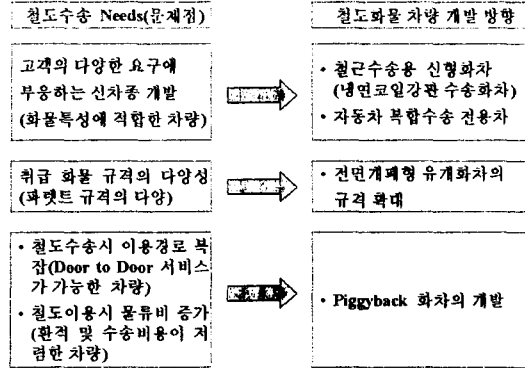 철도수송 Needs(문제점)
철도화물 차량 개발 방향
고객의 다양한 요구에
부응하는 신차종 개발
(화물특성에 적합한 차량)
• 철근수송용 신형화차
(냉연코일강판 수송화차)
• 자동차 복합수송 전용차
취급 화물 규격의 다양성
(파렛트 규격의 다양)
• 전면개폐형 유개화차의
규격 확대
• 철도수송시 이용경로 복
잡(Door to Door 서비스
가 가능한 차량)
• 철도이용시 물류비 증가
(환적 및 수송비용이 저
렴한 차량)
• Piggyback 화차의 개발